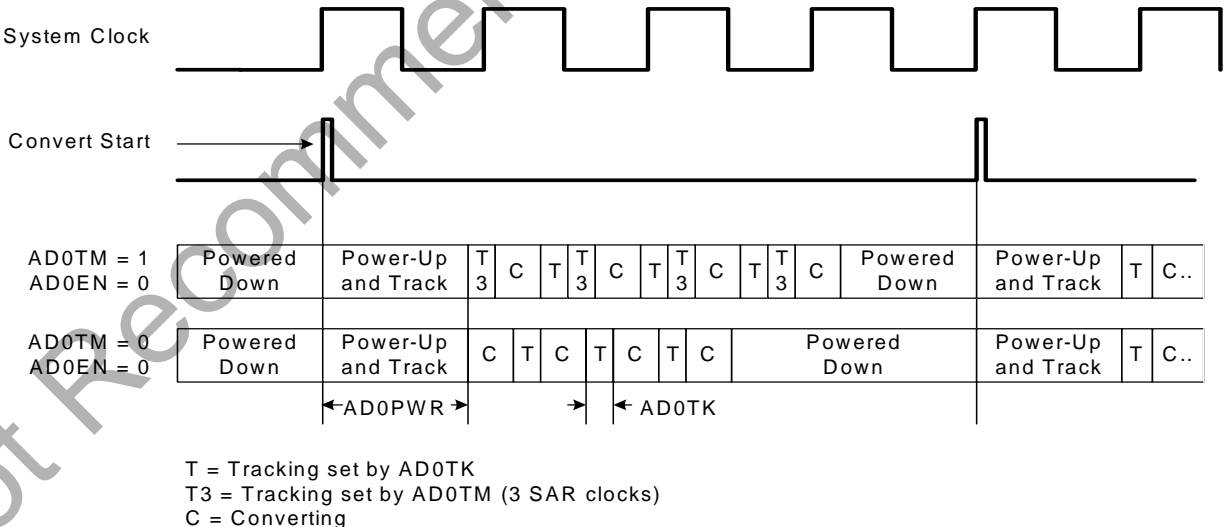 System Clock
Convert Start
AD0TM = 1
AD0EN = 0
Powered
Down
Power-Up
and Track
T
3
C
T
T
3
C
T
T
3
C
T
T
3
C
Powered
Down
Power-Up
and Track
T
C..
AD0TM = 0
AD0EN = 0
Powered
Down
Power-Up
and Track
C
T
C
T
C
T
C
Powered
Down
Power-Up
and Track
T
C..
AD0PWR
AD0TK
T = Tracking set by AD0TK
T3 = Tracking set by AD0TM (3 SAR clocks)
C = Converting
ot Recomme